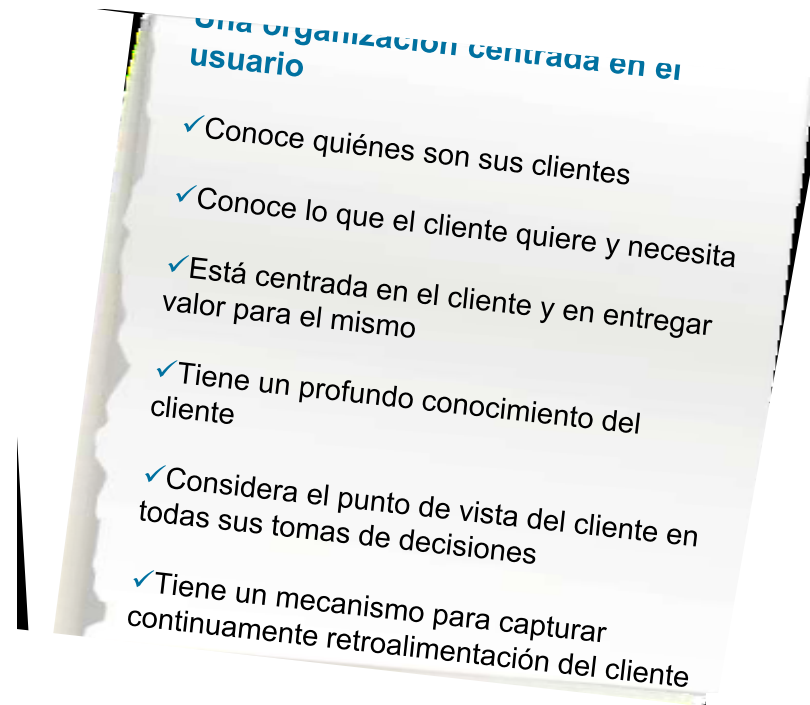 Una organización centrada en el
usuario
✓Conoce quiénes son sus clientes
✓Conoce lo que el cliente quiere y necesita
✓Está centrada en el cliente y en entregar
valor para el mismo
✓Tiene un profundo conocimiento del
cliente
✓Considera el punto de vista del cliente en
todas sus tomas de decisiones
✓Tiene un mecanismo para capturar
continuamente retroalimentación del cliente